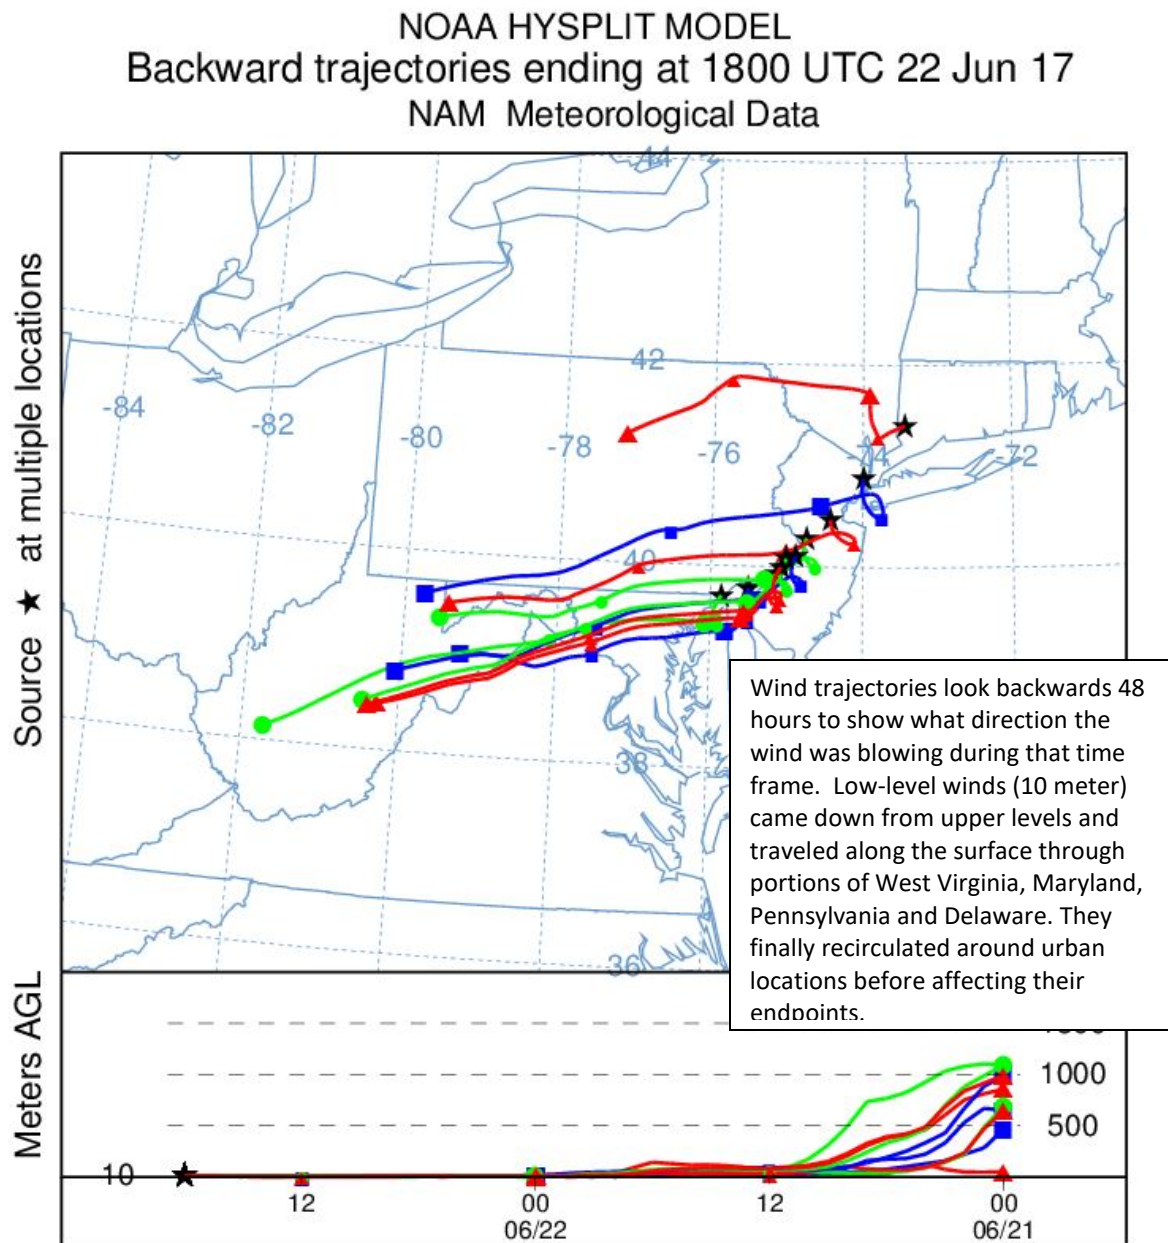 NOAA HYSPLIT MODEL
Backward trajectories ending at 1800 UTC 22 Jun 17
NAM Meteorological Data
Source ★ at multiple locations
44
42
-84
-82
-80
-78
-76
-74
-72
40
38
36
Wind trajectories look backwards 48
hours to show what direction the
wind was blowing during that time
frame. Low-level winds (10 meter)
came down from upper levels and
traveled along the surface through
portions of West Virginia, Maryland,
Pennsylvania and Delaware. They
finally recirculated around urban
locations before affecting their
endpoints.
Meters AGL
1000
500
10
12
00
12
00
06/22
06/21